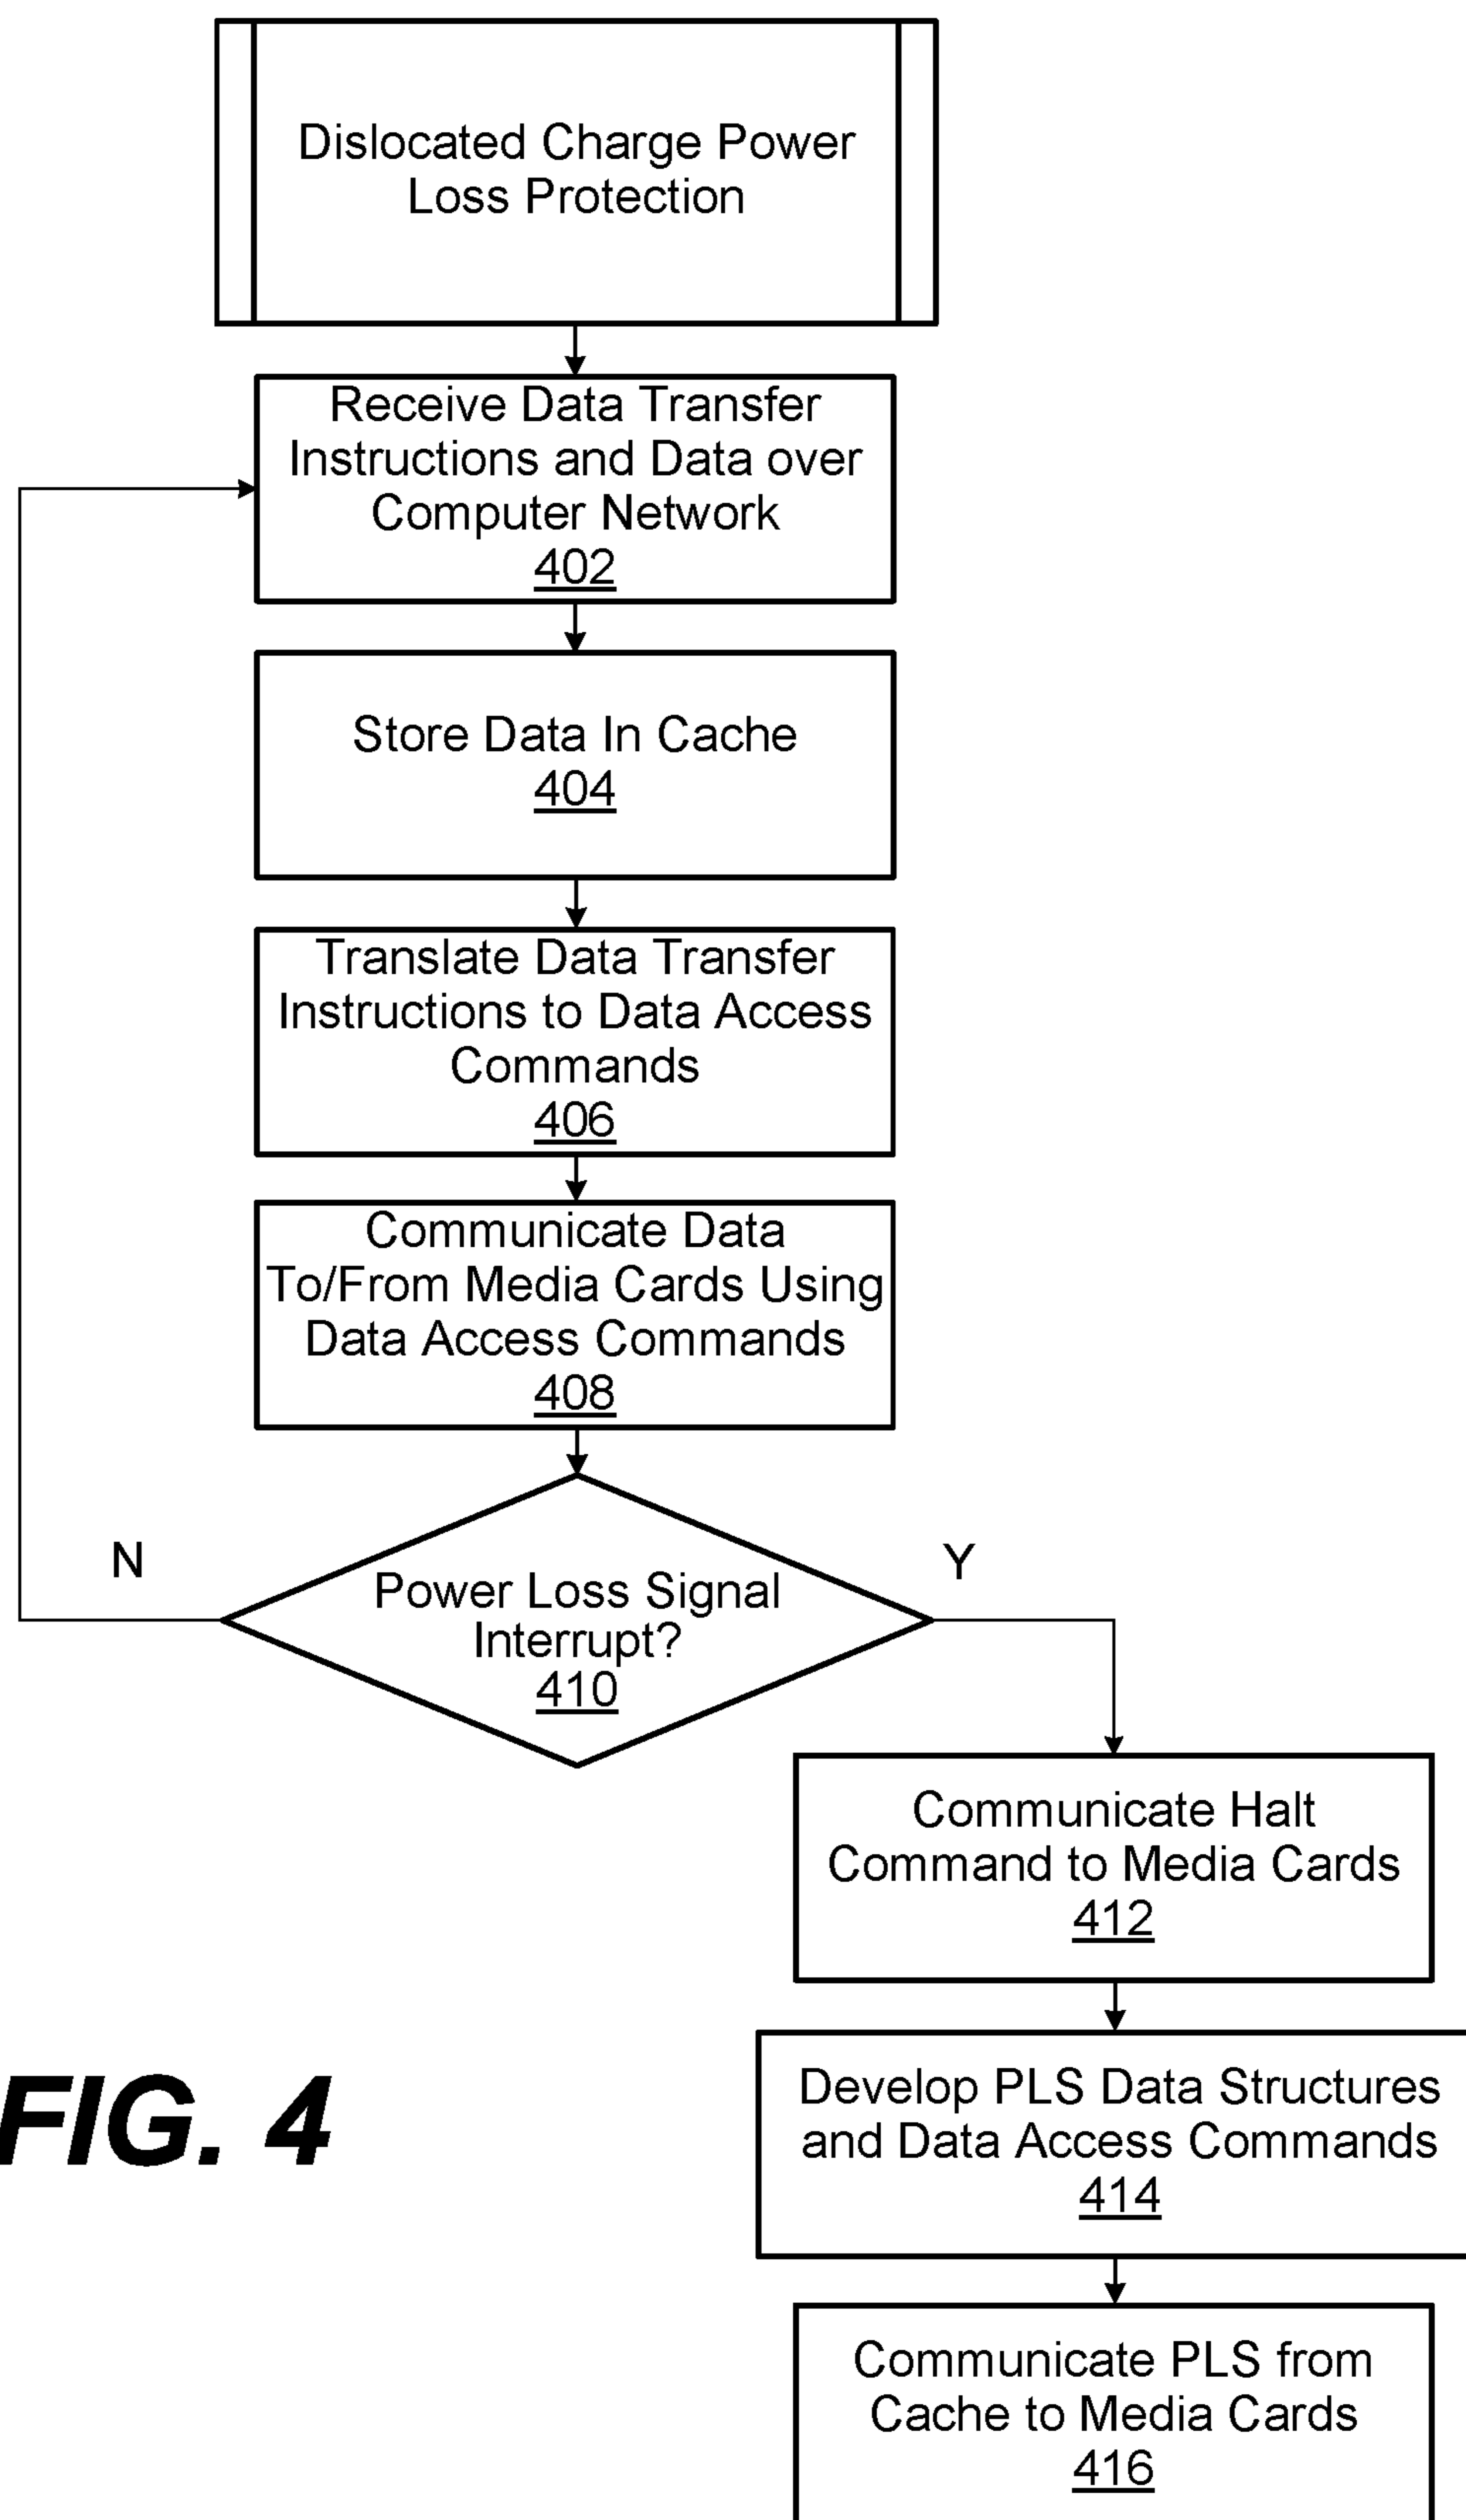 Dislocated Charge Power
Loss Protection
Receive Data Transfer
Instructions and Data over
Computer Network
402
Store Data In Cache
404
Translate Data Transfer
Instructions to Data Access
Commands
406
Communicate Data
To/From Media Cards Using
Data Access Commands
408
N
Y
Power Loss Signal
Interrupt?
410
Communicate Halt
Command to Media Cards
412
Develop PLS Data Structures
and Data Access Commands
414
FIG. 4
Communicate PLS from
Cache to Media Cards
416